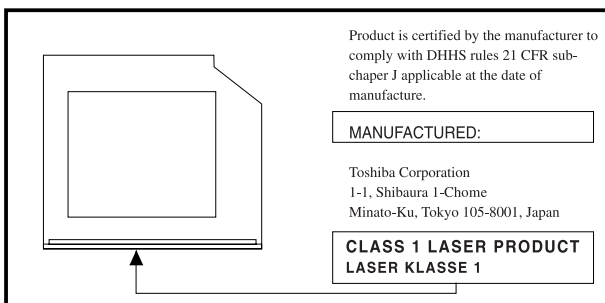 Product is certified by the manufacturer to
comply with DHHS rules 21 CFR sub-
chaper J applicable at the date of
manufacture.
MANUFACTURED:
Toshiba Corporation
1-1, Shibaura 1-Chome
Minato-Ku, Tokyo 105-8001, Japan
CLASS 1 LASER PRODUCT
LASER KLASSE 1